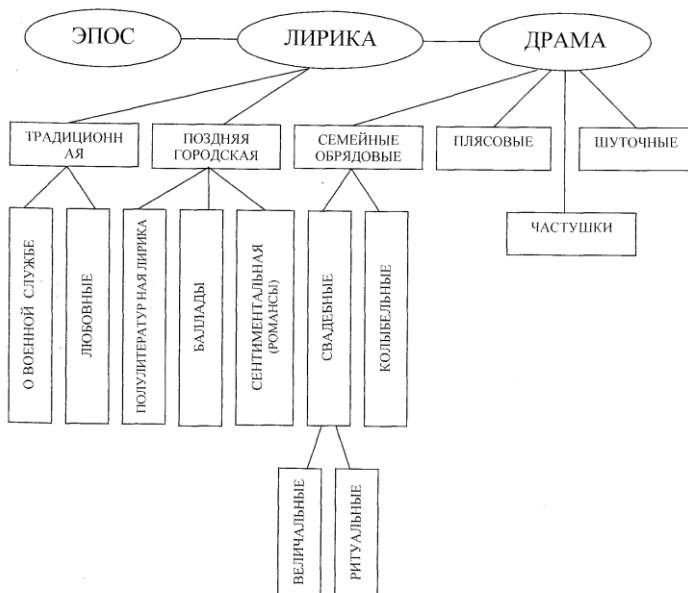 ЭПОС
ЛИРИКА
ДРАМА
ТРАДИЦИОНН
АЯ
ПОЗДНЯЯ
ГОРОДСКАЯ
СЕМЕЙНЫЕ
ОБРЯДОВЫЕ
ПЛЯСОВЫЕ
ШУТОЧНЫЕ
ЧАСТУШКИ
О ВОЕННОЙ СЛУЖБЕ
ЛЮБОВНЫЕ
ПОЛУЛИТЕРАТУР НАЯ ЛИРИКА
БАЛЛАДЫ
СЕНТИМЕНТАЛЬНАЯ
(РОМАНСЫ)
СВАДЕБНЫЕ
КОЛЫБЕЛЬНЫЕ
ВЕЛИЧАЛЬНЫЕ
РИТУАЛЬНЫЕ